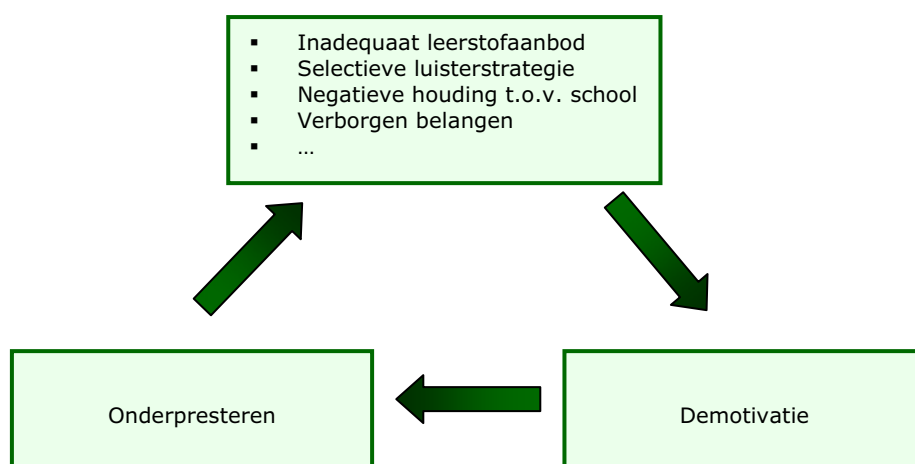 ▪ Inadequaat leerstofaanbod
▪ Selectieve luisterstrategie
▪ Negatieve houding t.o.v. school
▪ Verborgen belangen
▪ …
Onderpresteren
Demotivatie